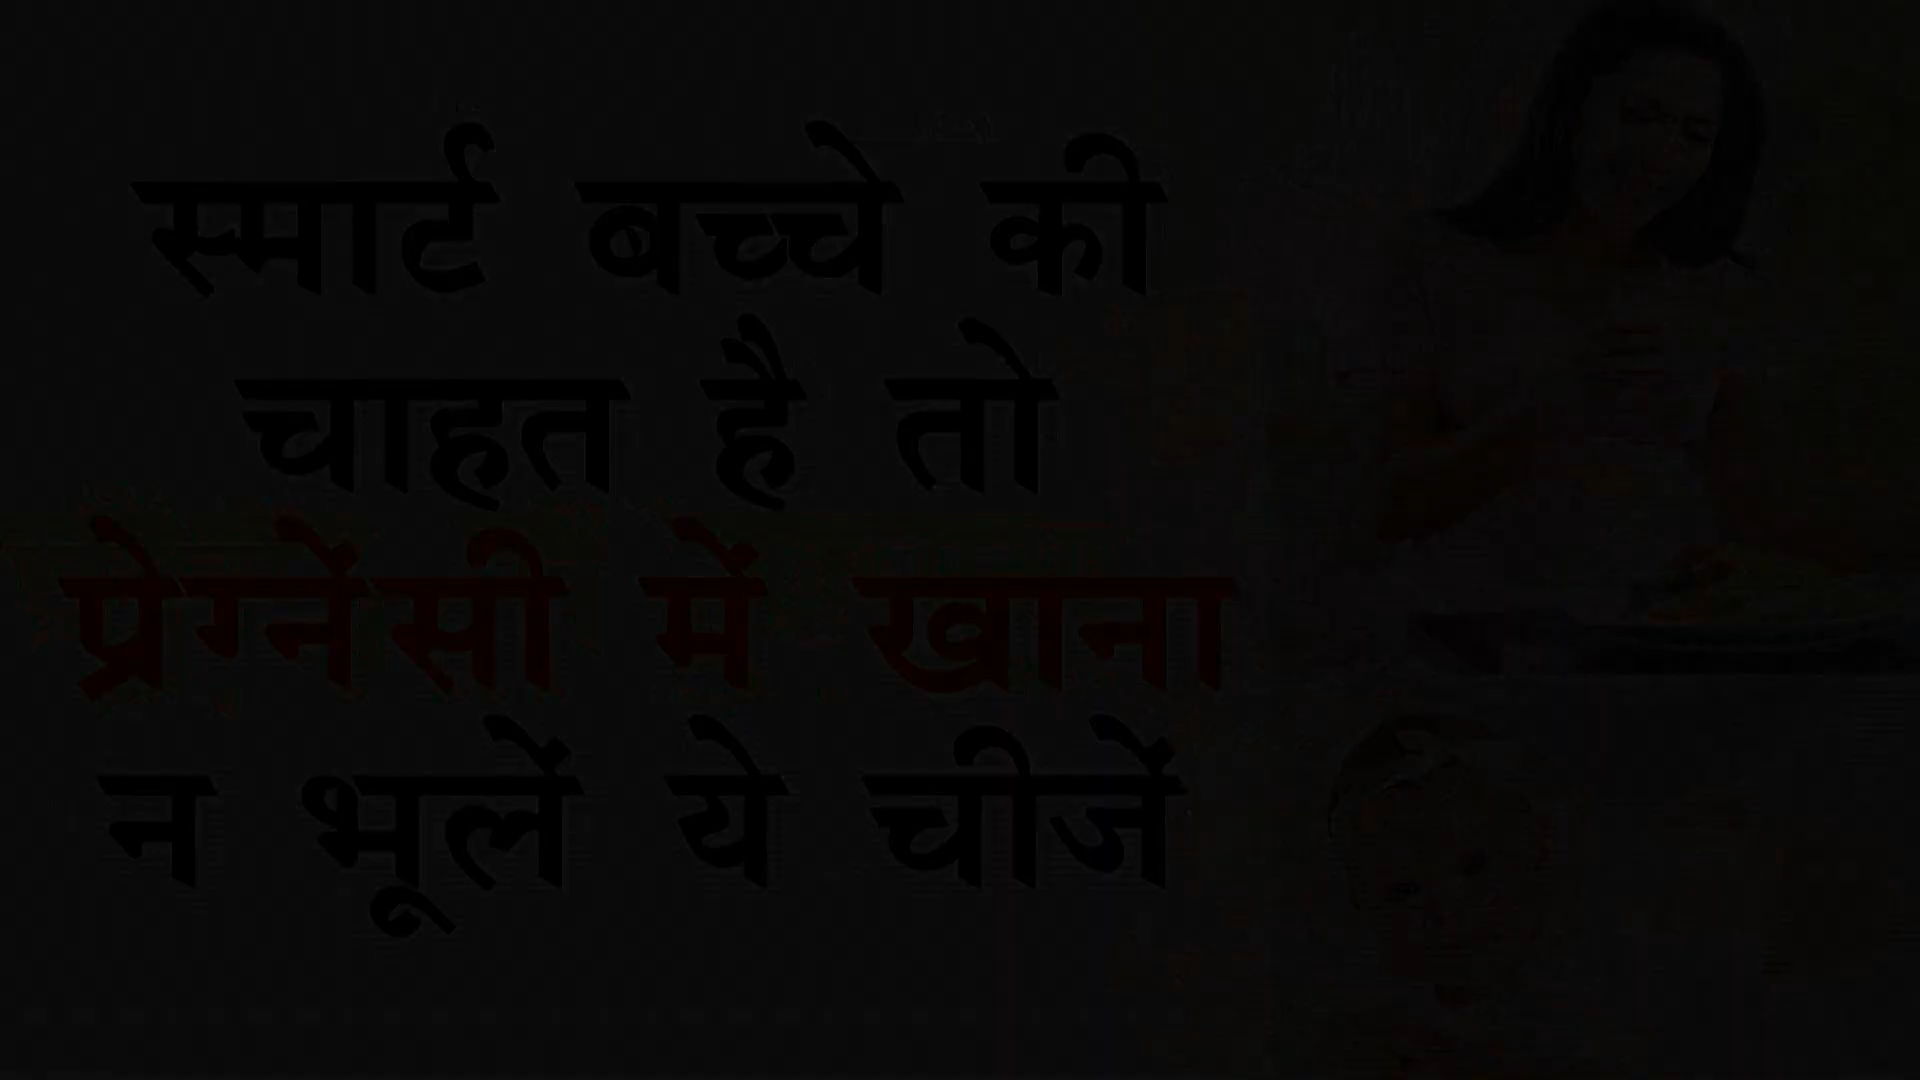 स्मार्ट बच्चे की
चाहत है तो
प्रेग्नेंसी में खाना
न भूलें ये चीजें